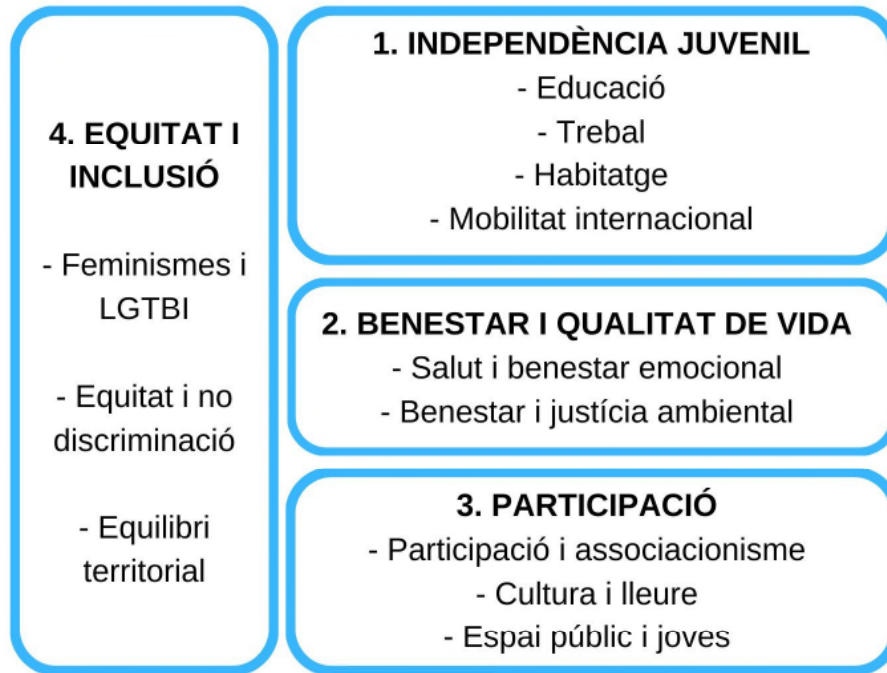 1. INDEPENDÈNCIA JUVENIL
- Educació
- Trebal
- Habitatge
- Mobilitat internacional
2. BENESTAR I QUALITAT DE VIDA
- Salut i benestar emocional
- Benestar i justícia ambiental
3. PARTICIPACIÓ
- Participació i associacionisme
- Cultura i lleure
- Espai públic i joves
4. EQUITAT I
INCLUSIÓ
- Feminismes i
LGTBI
- Equitat i no
discriminació
- Equilibri
territorial